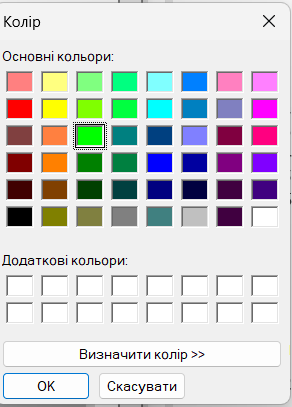 Колір
Основні кольори:
Додаткові кольори:
Визначити колір >>
OK
Скасувати